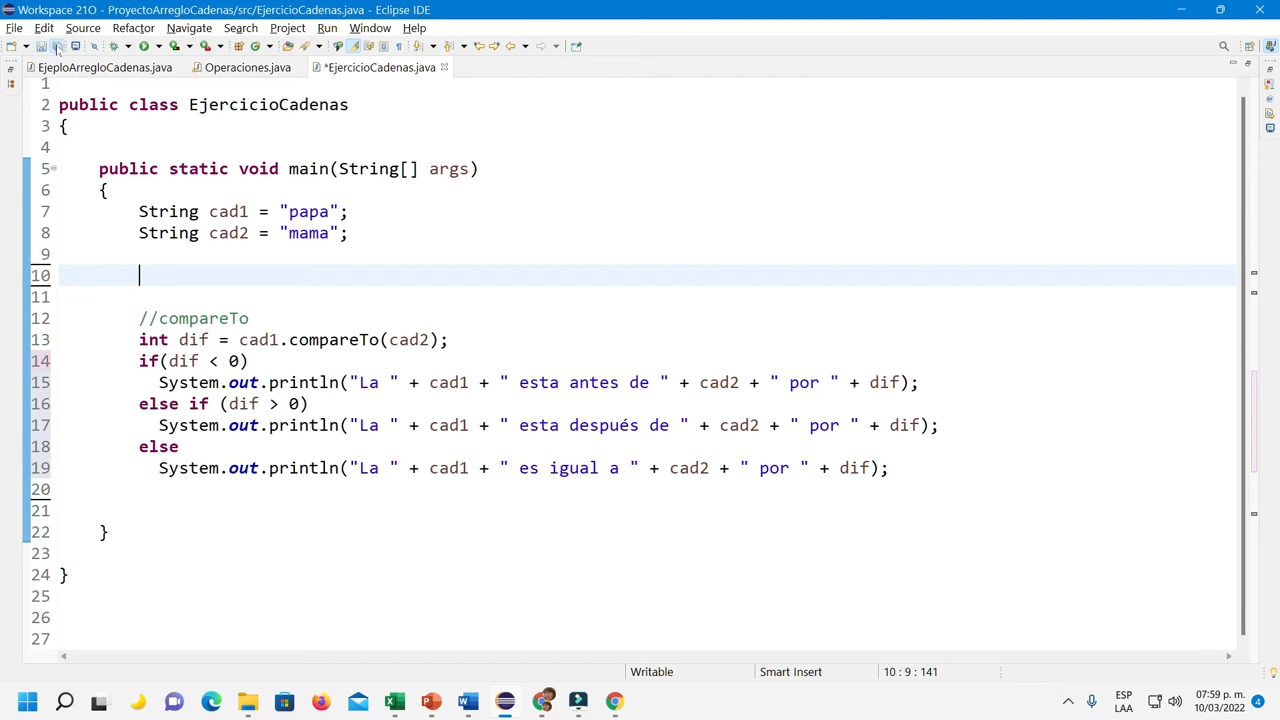 Workspace 21O - ProyectoArregloCadenas/src/EjercicioCadenas.java - Eclipse IDE
File Edit Source Refactor Navigate Search Project Run Window Help
EjeploArregloCadenas.java Operaciones.java *EjercicioCadenas.java
1
2 public class EjercicioCadenas
3 {
4
5 public static void main(String[] args)
6 {
7 String cad1 = "papa";
8 String cad2 = "mama";
9
10
11
12 //compareTo
13 int dif = cad1.compareTo(cad2);
14 if(dif < 0)
15 System.out.println("La " + cad1 + " esta antes de " + cad2 + " por " + dif);
16 else if (dif > 0)
17 System.out.println("La " + cad1 + " esta después de " + cad2 + " por " + dif);
18 else
19 System.out.println("La " + cad1 + " es igual a " + cad2 + " por " + dif);
20
21
22 }
23
24 }
25
26
27
Writable Smart Insert 10 : 9 : 141
ESP 07:59 p. m.
LAA 10/03/2022 4